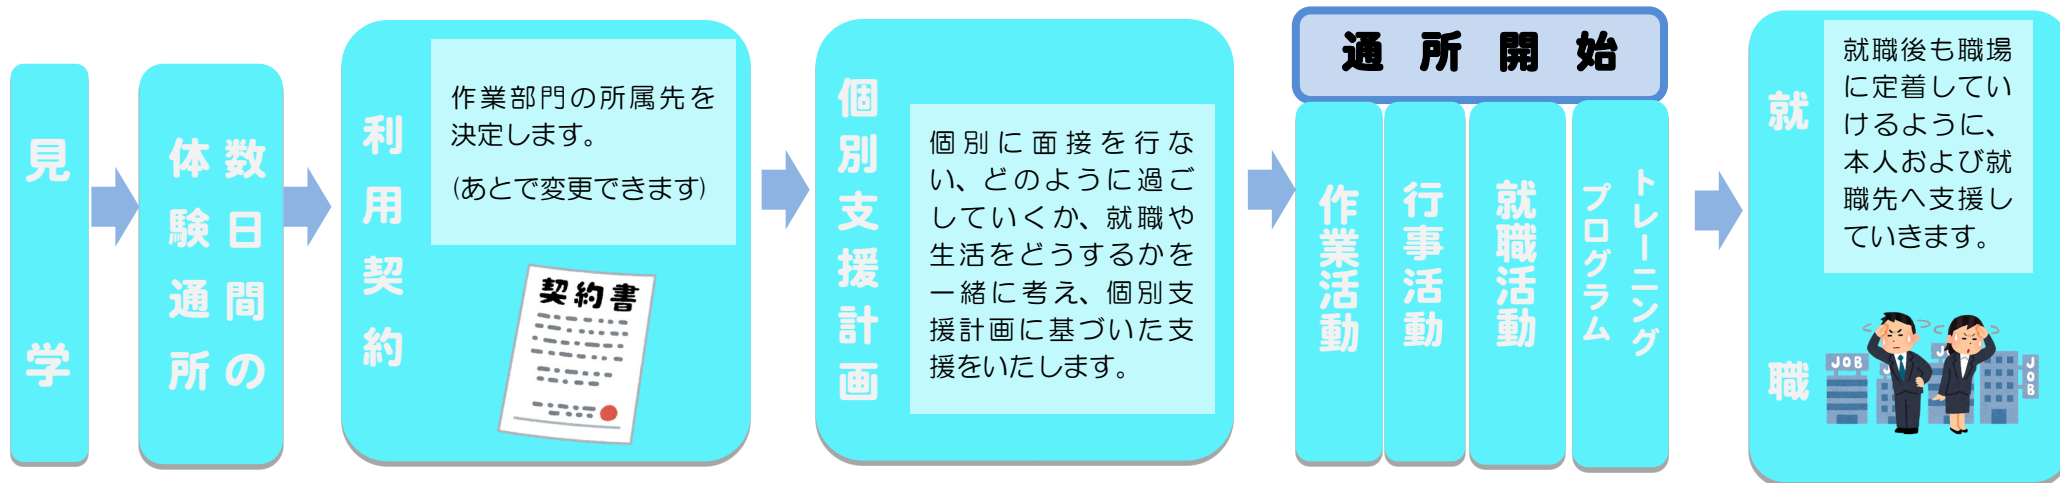 見学
数日間の
体験通所
利用契約
作業部門の所属先を
決定します。
(あとで変更できます)
契約書
個別支援計画
個別に面接を行な
い、どのように過ご
していくか、就職や
生活をどうするかを
一緒に考え、個別支
援計画に基づいた支
援をいたします。
通所開始
作業活動
行事活動
就職活動
トレーニング
プログラム
就職
就職後も職場
に定着してい
けるように、
本人および就
職先へ支援し
ていきます。
JOB
J
J
JOB